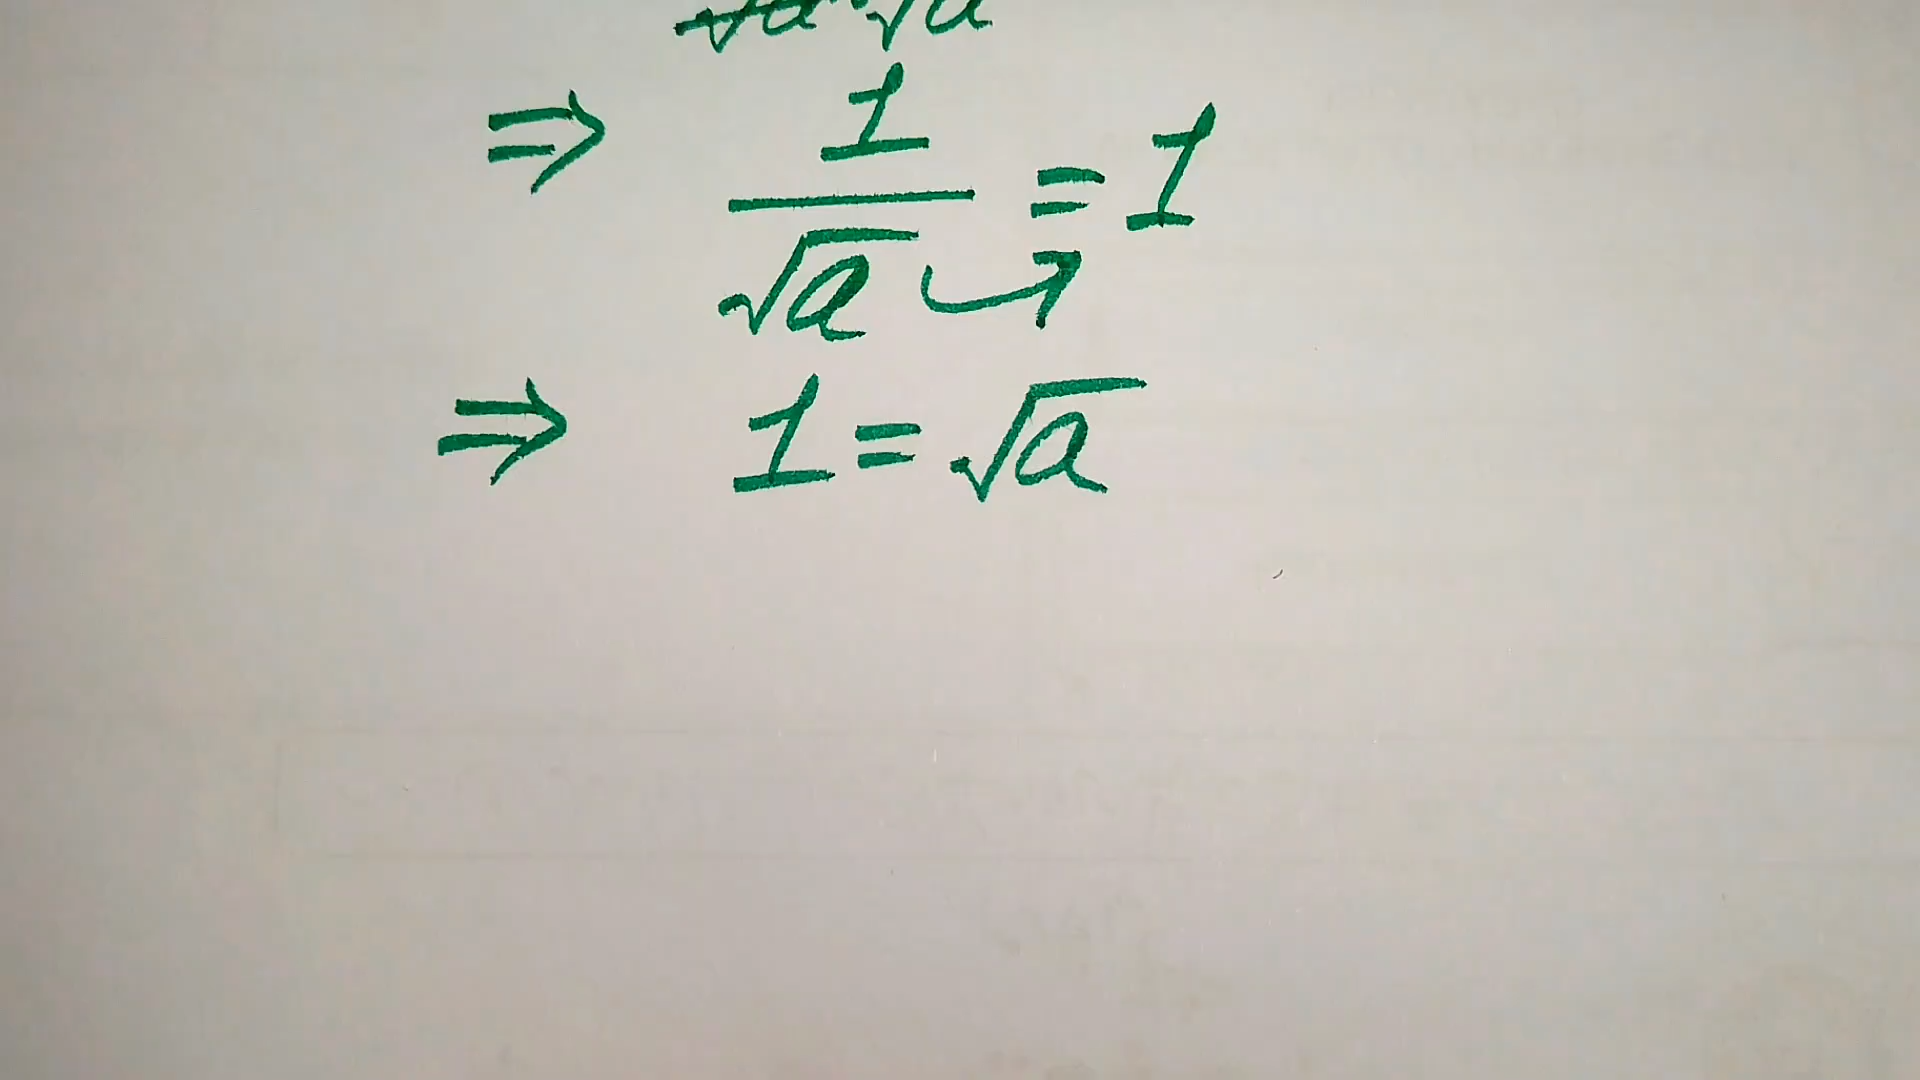 √a √a
⇒ 1/√a = 1
⇒ 1 = √a